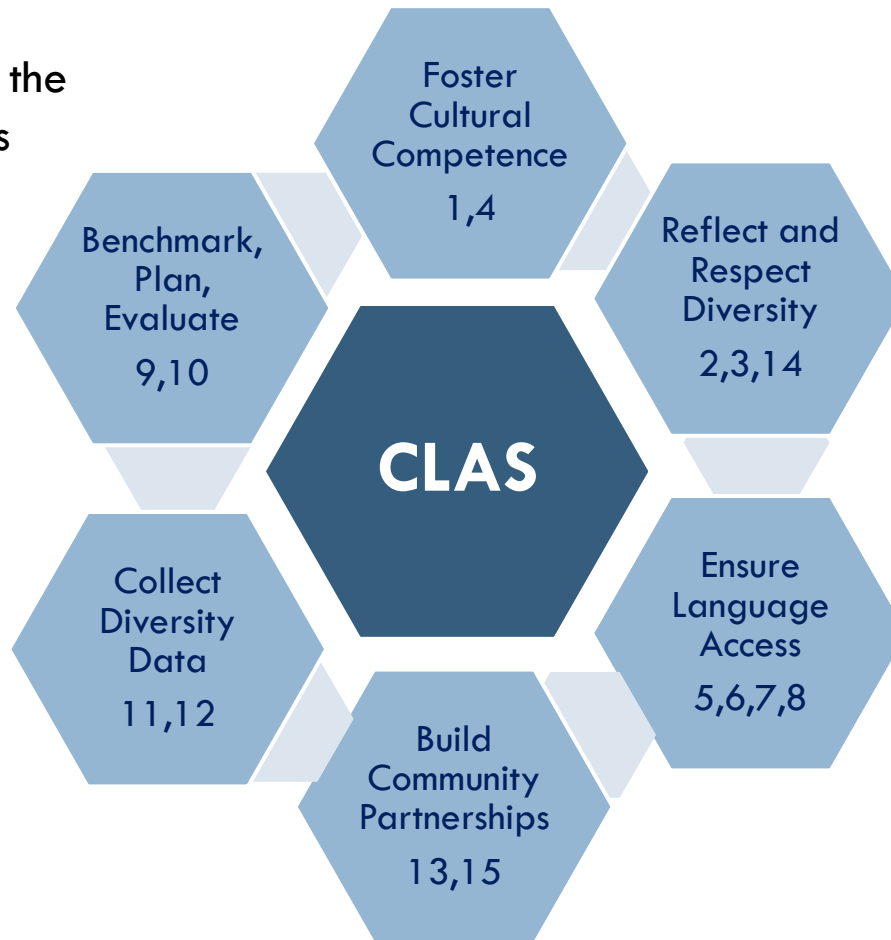 the
s
Foster
Cultural
Competence
1,4
Reflect and
Respect
Diversity
2,3,14
Ensure
Language
Access
5,6,7,8
Build
Community
Partnerships
13,15
Collect
Diversity
Data
11,12
Benchmark,
Plan,
Evaluate
9,10
CLAS